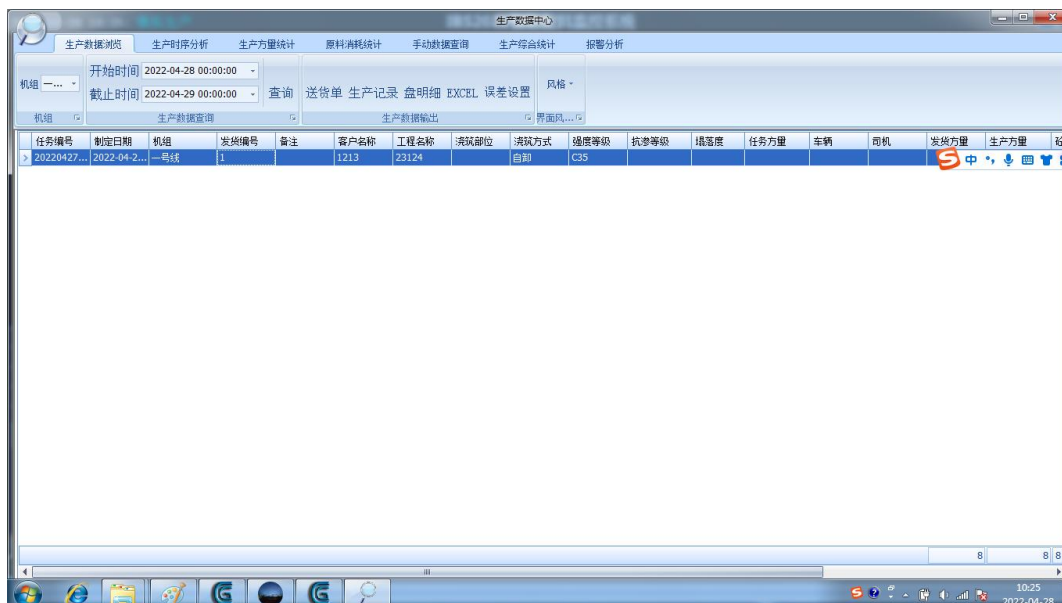 生产数据中心
生产数据浏览 生产时序分析 生产方量统计 原料消耗统计 手动数据查询 生产综合统计 报警分析
机组 一...
开始时间 2022-04-28 00:00:00
截止时间 2022-04-29 00:00:00
查询 送货单 生产记录 盘明细 EXCEL 误差设置 风格
机组 生产数据查询 生产数据输出 界面风...
任务编号 制定日期 机组 发货编号 备注 客户名称 工程名称 浇筑部位 浇筑方式 强度等级 抗渗等级 塌落度 任务方量 车辆 司机 发货方量 生产方量
20220427... 2022-04-2... 一号线 1 1213 23124 自卸 C35
中
8 8 8
10:25
2022-04-28